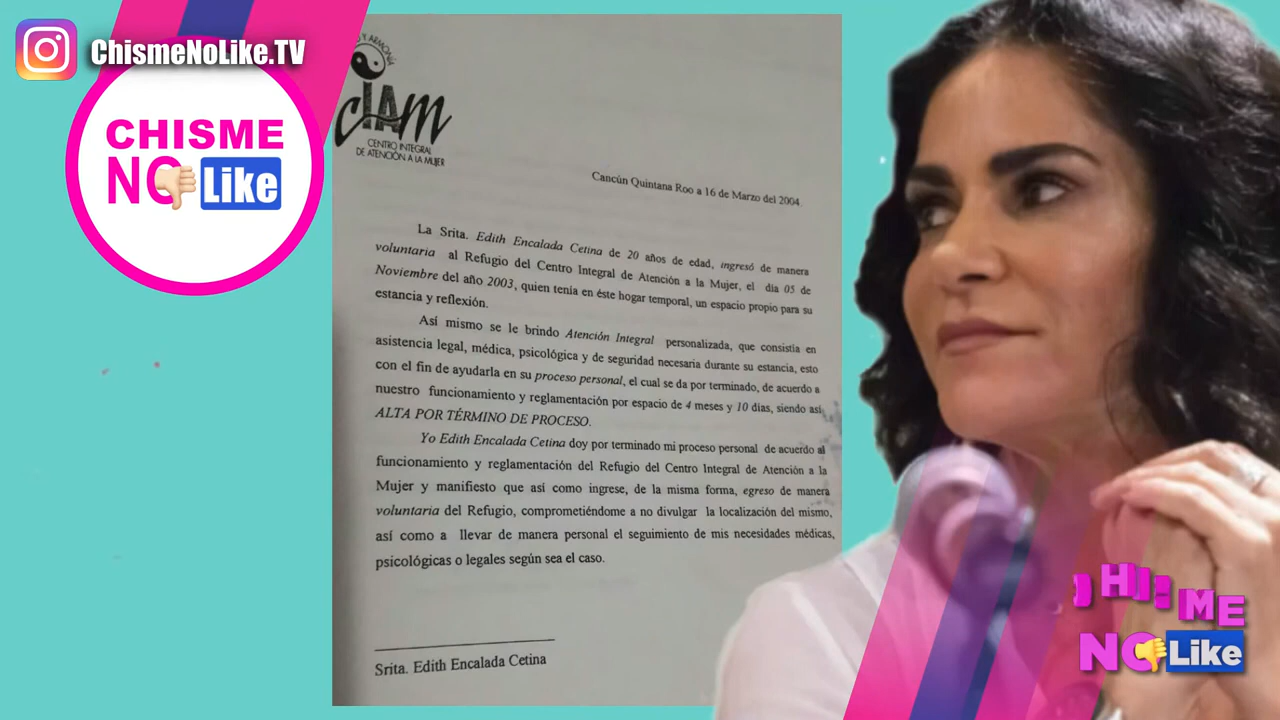 ChismeNoLike.TV
CHISME
NO Like
Y ARMONÍA
CIAM
CENTRO INTEGRAL
DE ATENCIÓN A LA MUJER
Cancún Quintana Roo a 16 de Marzo del 2004.
La Srita. Edith Encalada Cetina de 20 años de edad, ingresó de manera
voluntaria al Refugio del Centro Integral de Atención a la Mujer, el día 05 de
Noviembre del año 2003, quien tenía en éste hogar temporal, un espacio propio para su
estancia y reflexión.
Así mismo se le brindo Atención Integral personalizada, que consistía en
asistencia legal, médica, psicológica y de seguridad necesaria durante su estancia, esto
con el fin de ayudarla en su proceso personal, el cual se da por terminado, de acuerdo a
nuestro funcionamiento y reglamentación por espacio de 4 meses y 10 días, siendo así
ALTA POR TÉRMINO DE PROCESO.
Yo Edith Encalada Cetina doy por terminado mi proceso personal de acuerdo al
funcionamiento y reglamentación del Refugio del Centro Integral de Atención a la
Mujer y manifiesto que así como ingrese, de la misma forma, egreso de manera
voluntaria del Refugio, comprometiéndome a no divulgar la localización del mismo,
así como a llevar de manera personal el seguimiento de mis necesidades médicas,
psicológicas o legales según sea el caso.
Srita. Edith Encalada Cetina
CHISME
NO Like